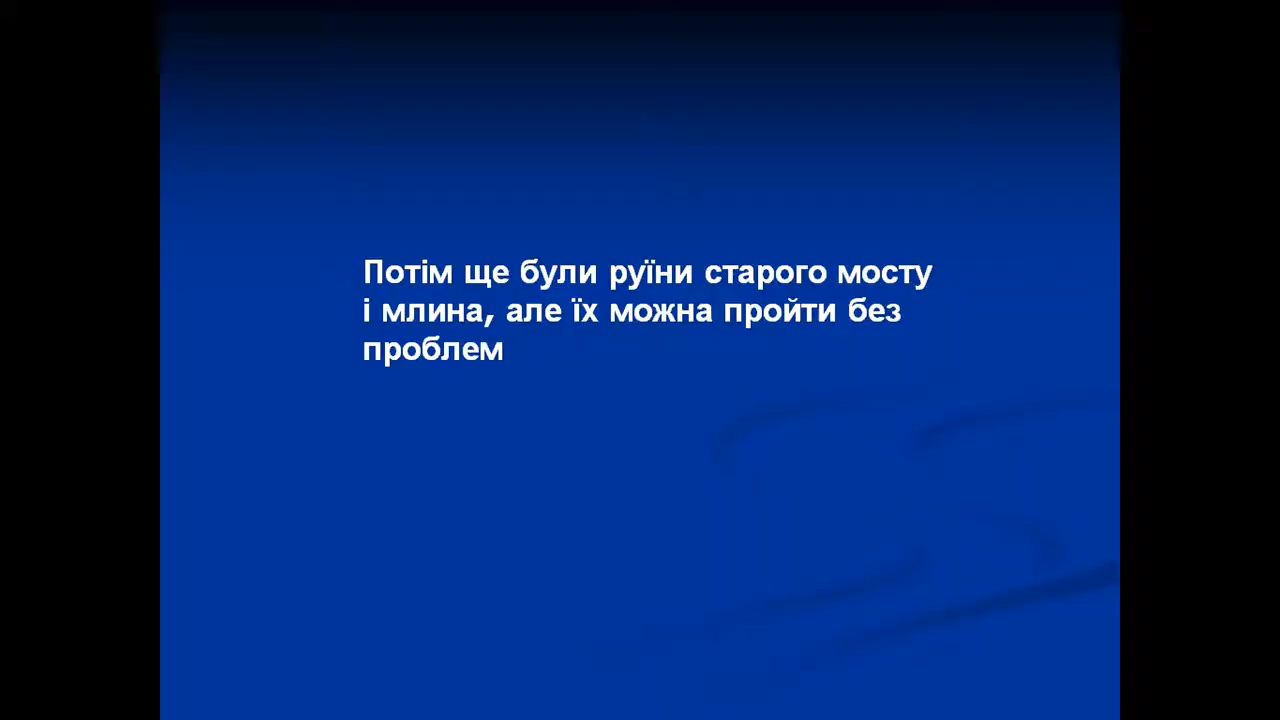 Потім ще були руїни старого мосту
і млина, але їх можна пройти без
проблем